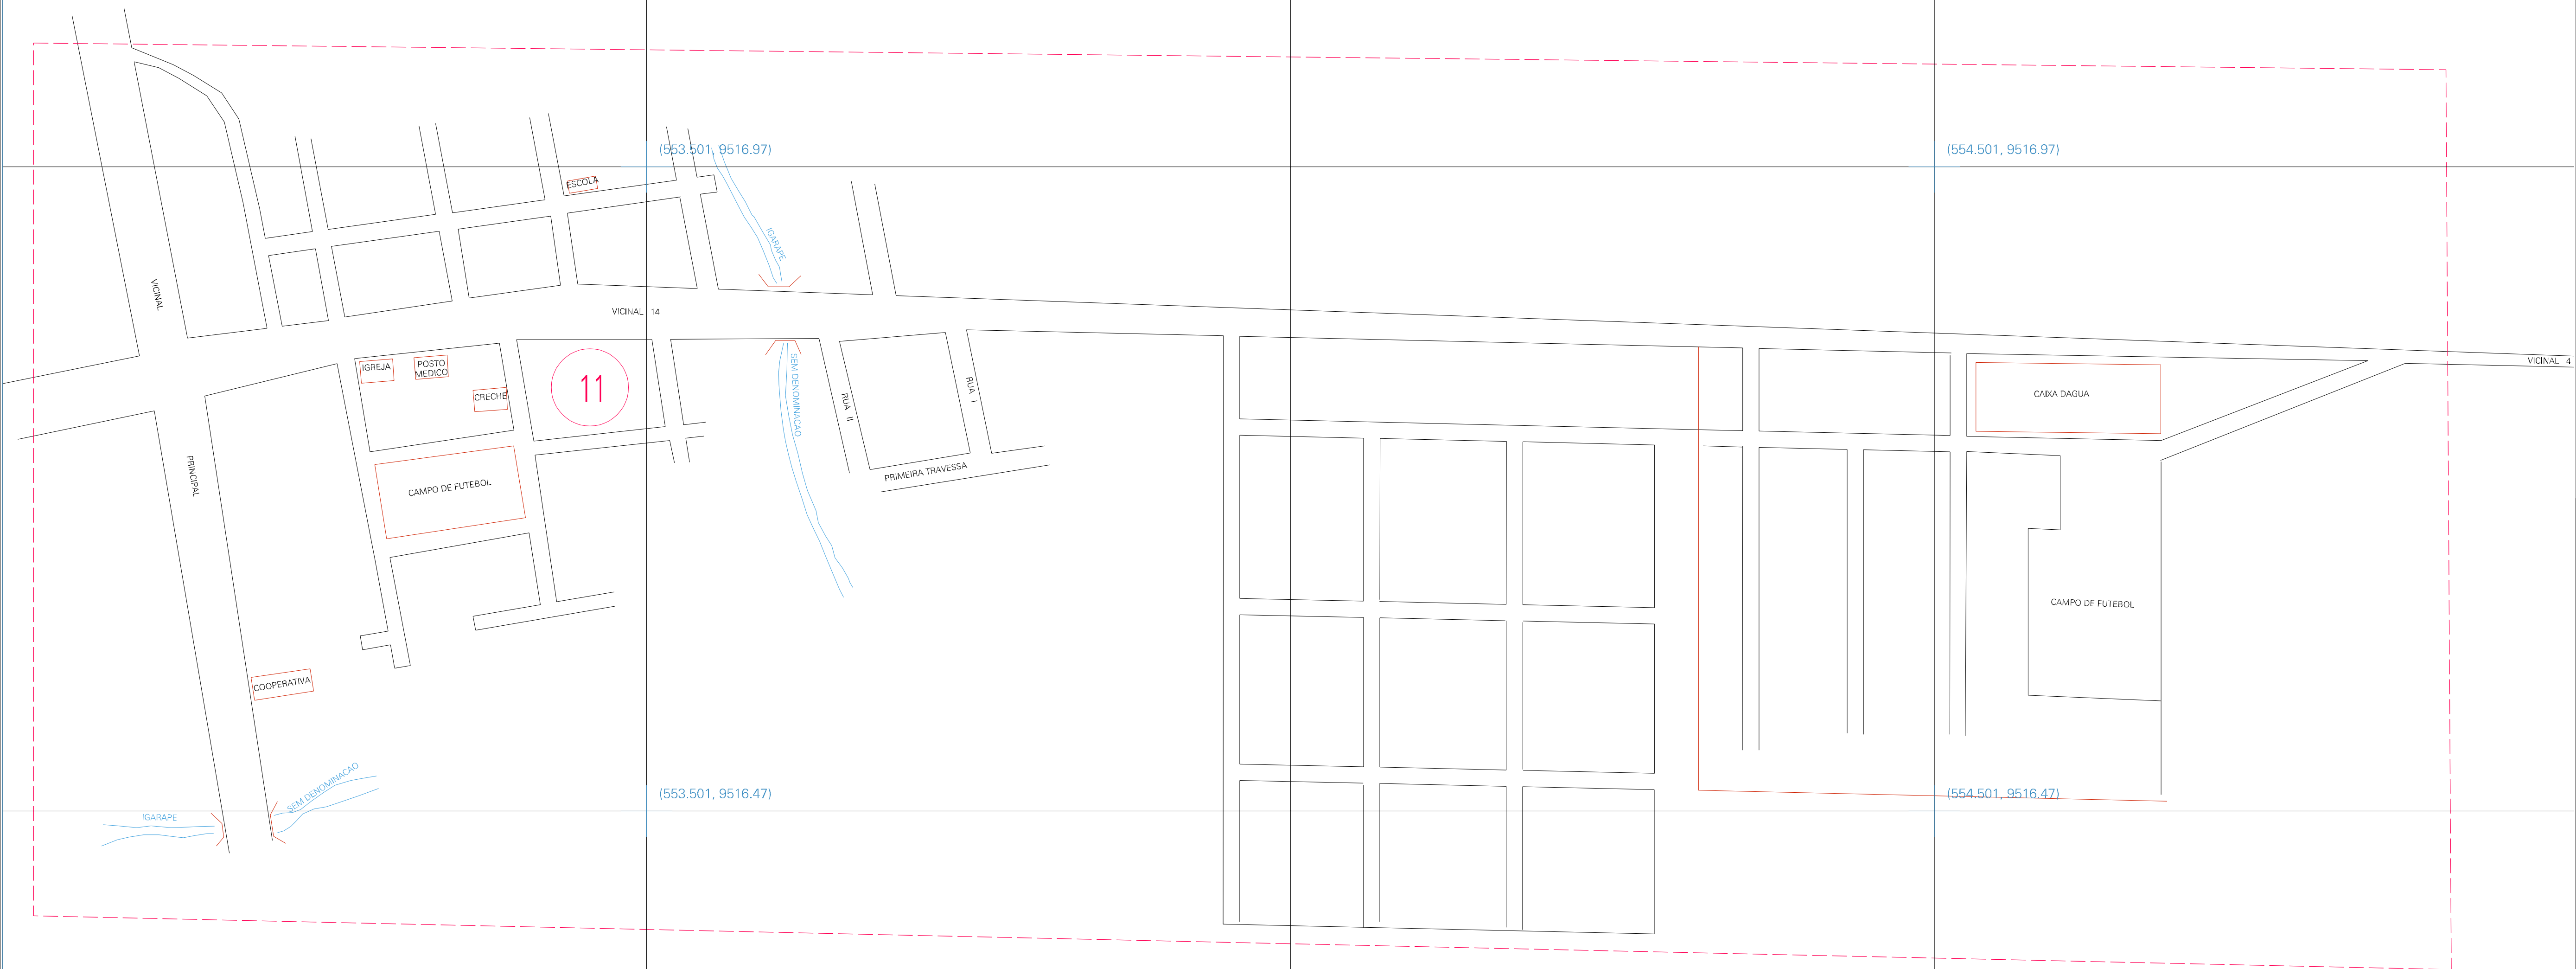 (553.501, 9516.97)
(554.501, 9516.97)
ESCOLA
IGARAPE
VICINAL
VICINAL 14
VICINAL 4
IGREJA
POSTO
MEDICO
CRECHE
11
SEM DENOMINACAO
RUA II
RUA I
CAIXA DAGUA
PRIMEIRA TRAVESSA
PRINCIPAL
CAMPO DE FUTEBOL
CAMPO DE FUTEBOL
COOPERATIVA
SEM DENOMINACAO
IGARAPE
(553.501, 9516.47)
(554.501, 9516.47)